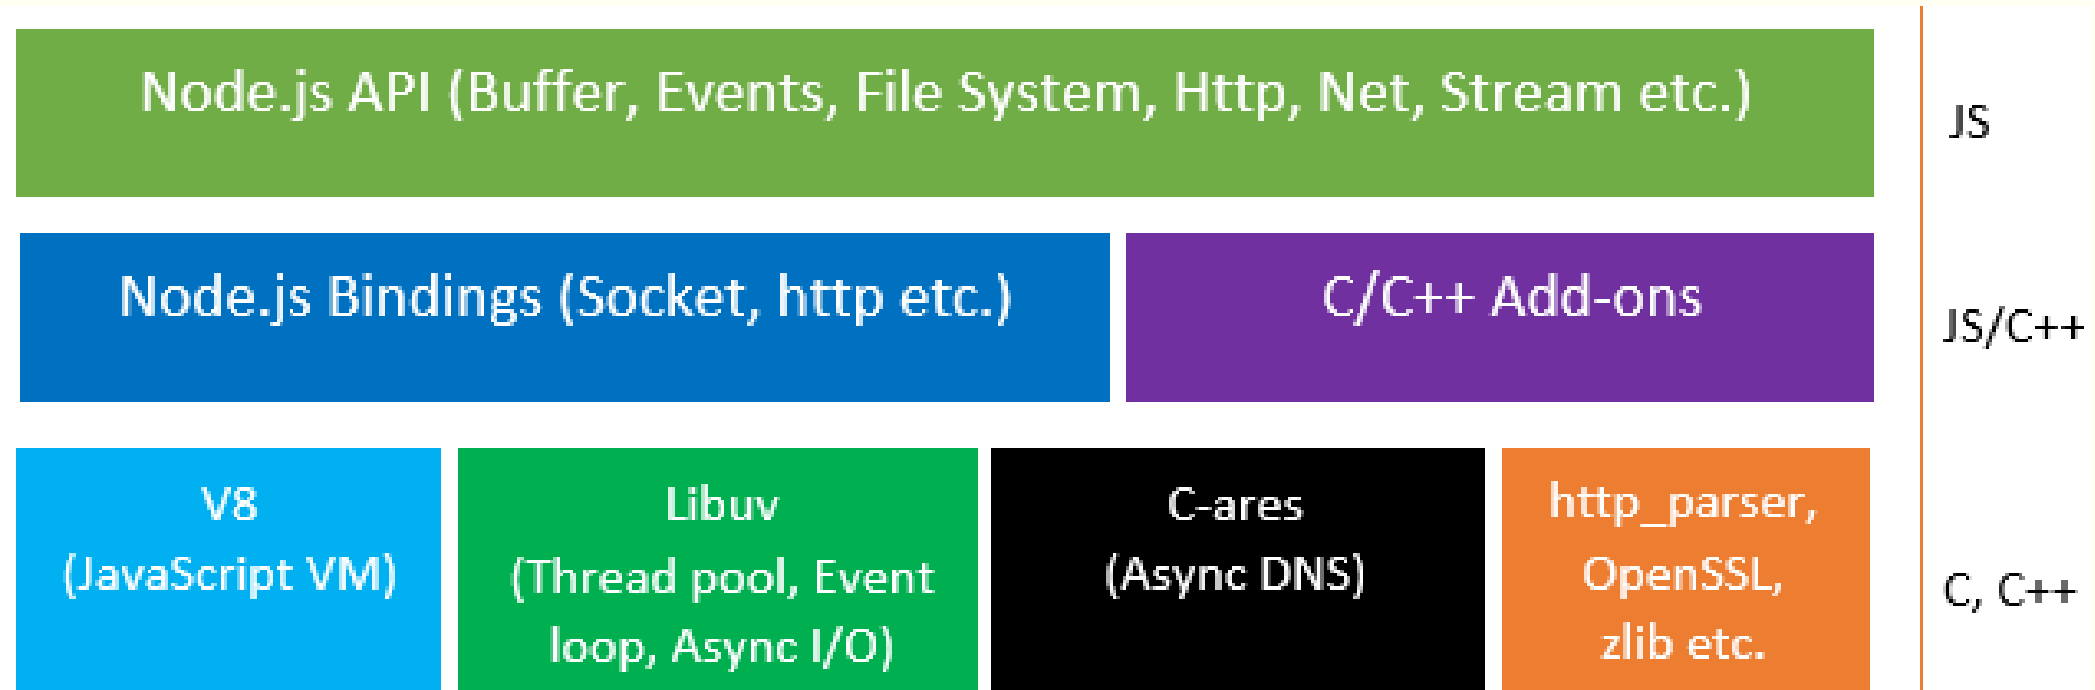 Node.js API (Buffer, Events, File System, Http, Net, Stream etc.)
JS
Node.js Bindings (Socket, http etc.)
C/C++ Add-ons
JS/C++
V8
(JavaScript VM)
Libuv
(Thread pool, Event
loop, Async I/O)
C-ares
(Async DNS)
http_parser,
OpenSSL,
zlib etc.
C, C++